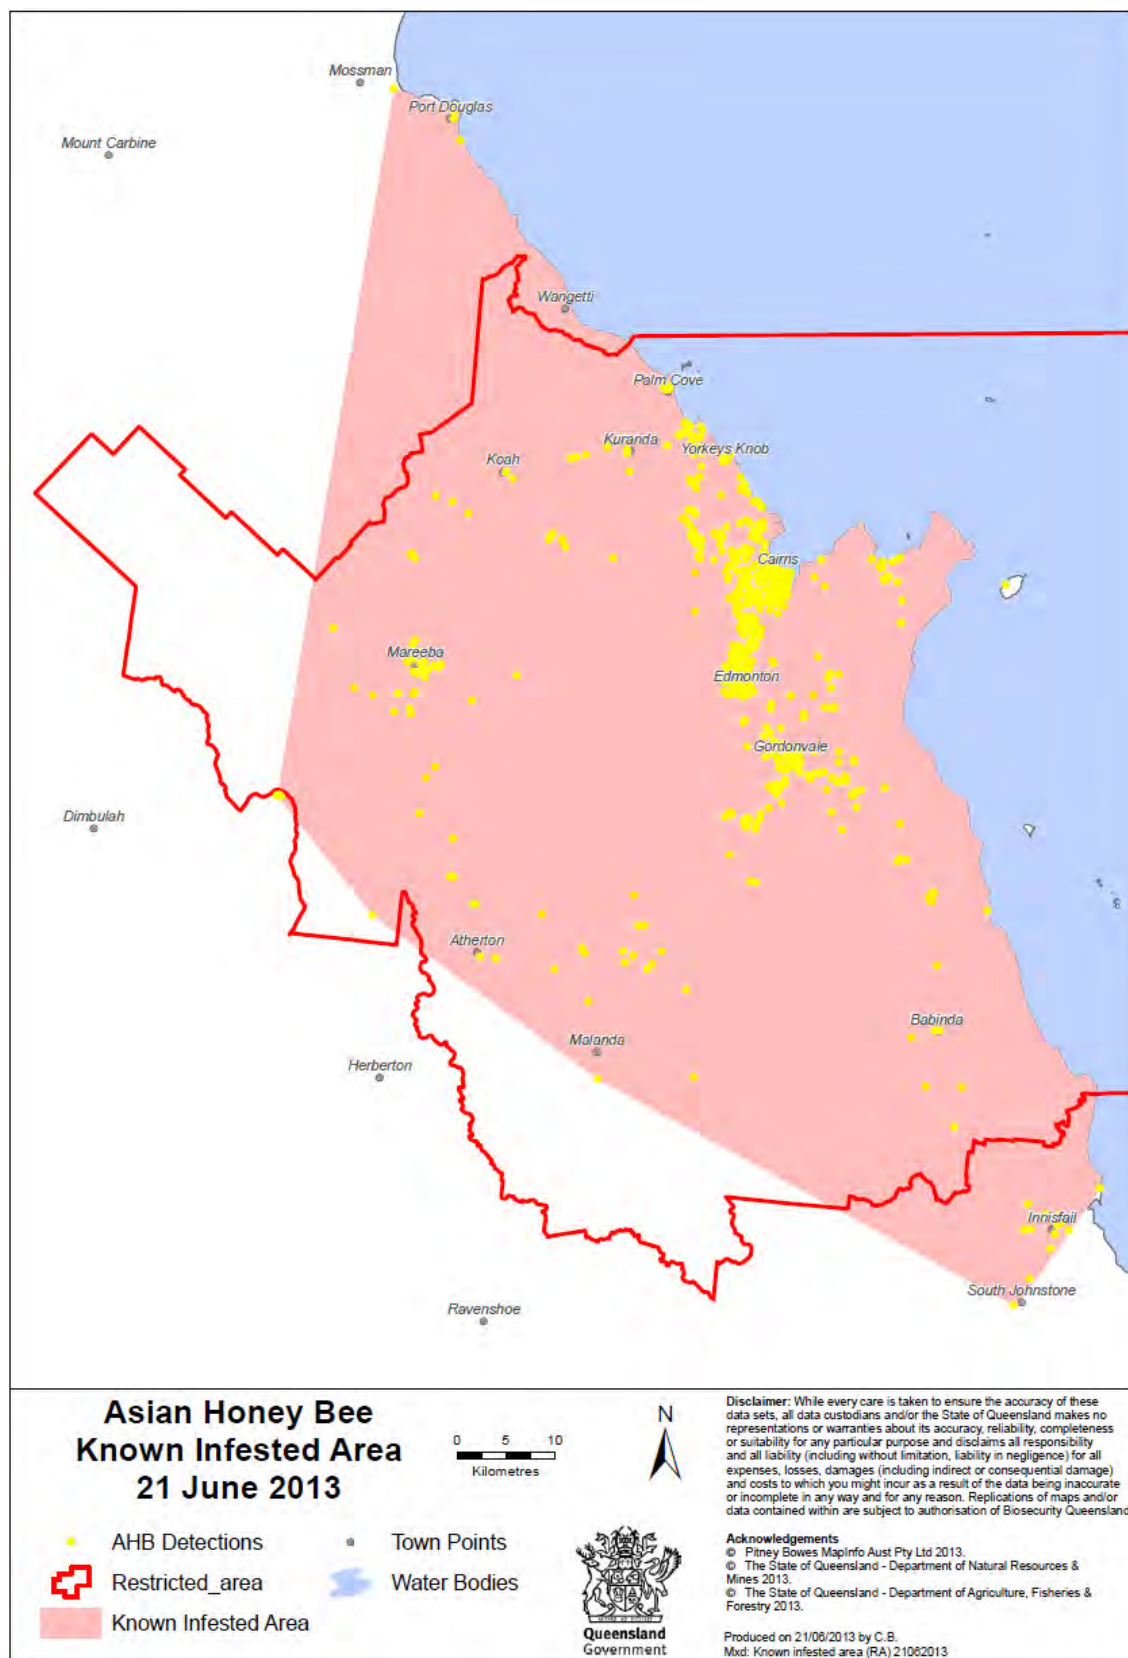 Mossman
Port Douglas
Mount Carbine
Wangetti
Palm Cove
Kuranda
Yorkeys Knob
Koah
Cairns
Mareeba
Edmonton
Gordonvale
Dimbulah
Atherton
Babinda
Malanda
Herberton
Innisfail
South Johnstone
Ravenshoe
Asian Honey Bee
Known Infested Area
21 June 2013
0 5 10
Kilometres
N
AHB Detections
Town Points
Restricted_area
Water Bodies
Known Infested Area
Queensland
Government
Disclaimer: While every care is taken to ensure the accuracy of these
data sets, all data custodians and/or the State of Queensland makes no
representations or warranties about its accuracy, reliability, completeness
or suitability for any particular purpose and disclaims all responsibility
and all liability (including without limitation, liability in negligence) for all
expenses, losses, damages (including indirect or consequential damage)
and costs to which you might incur as a result of the data being inaccurate
or incomplete in any way and for any reason. Replications of maps and/or
data contained within are subject to authorisation of Biosecurity Queensland
Acknowledgements
© Pitney Bowes MapInfo Aust Pty Ltd 2013.
© The State of Queensland - Department of Natural Resources &
Mines 2013.
© The State of Queensland - Department of Agriculture, Fisheries &
Forestry 2013.
Produced on 21/06/2013 by C.B.
Mxd: Known infested area (RA) 21062013